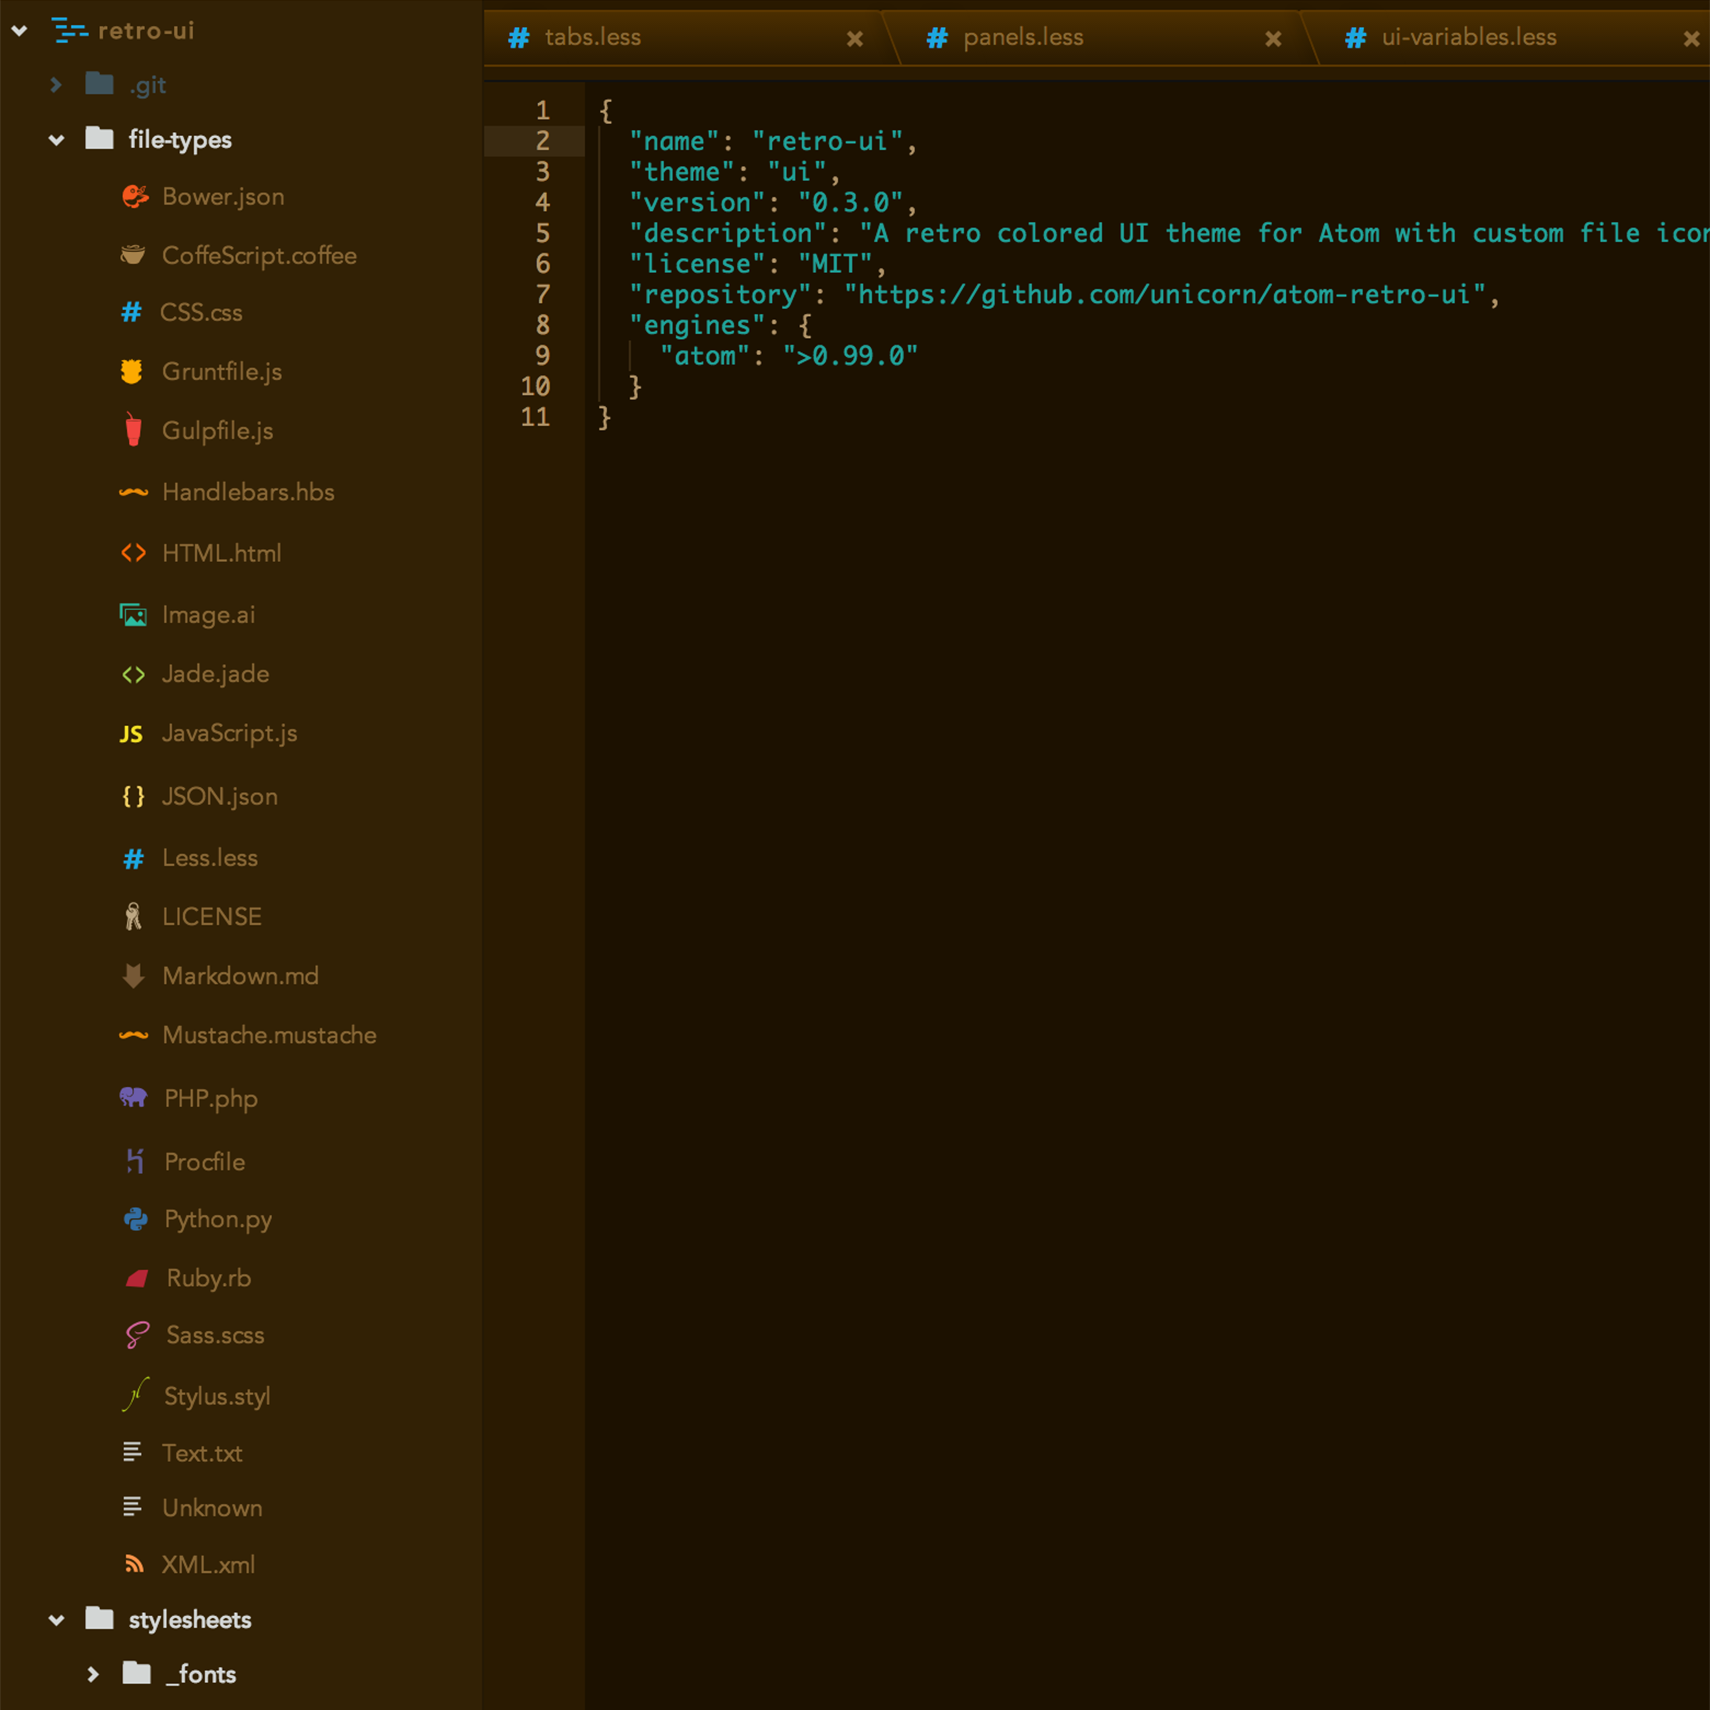 retro-ui
.git
file-types
Bower.json
CoffeScript.coffee
CSS.css
Gruntfile.js
Gulpfile.js
Handlebars.hbs
HTML.html
Image.ai
Jade.jade
JS JavaScript.js
{} JSON.json
# Less.less
LICENSE
Markdown.md
Mustache.mustache
PHP.php
Procfile
Python.py
Ruby.rb
Sass.scss
Stylus.styl
Text.txt
Unknown
XML.xml
stylesheets
_fonts
# tabs.less × # panels.less × # ui-variables.less ×
1 {
2 "name": "retro-ui",
3 "theme": "ui",
4 "version": "0.3.0",
5 "description": "A retro colored UI theme for Atom with custom file
6 "license": "MIT",
7 "repository": "https://github.com/unicorn/atom-retro-ui",
8 "engines": {
9 "atom": ">0.99.0"
10 }
11 }